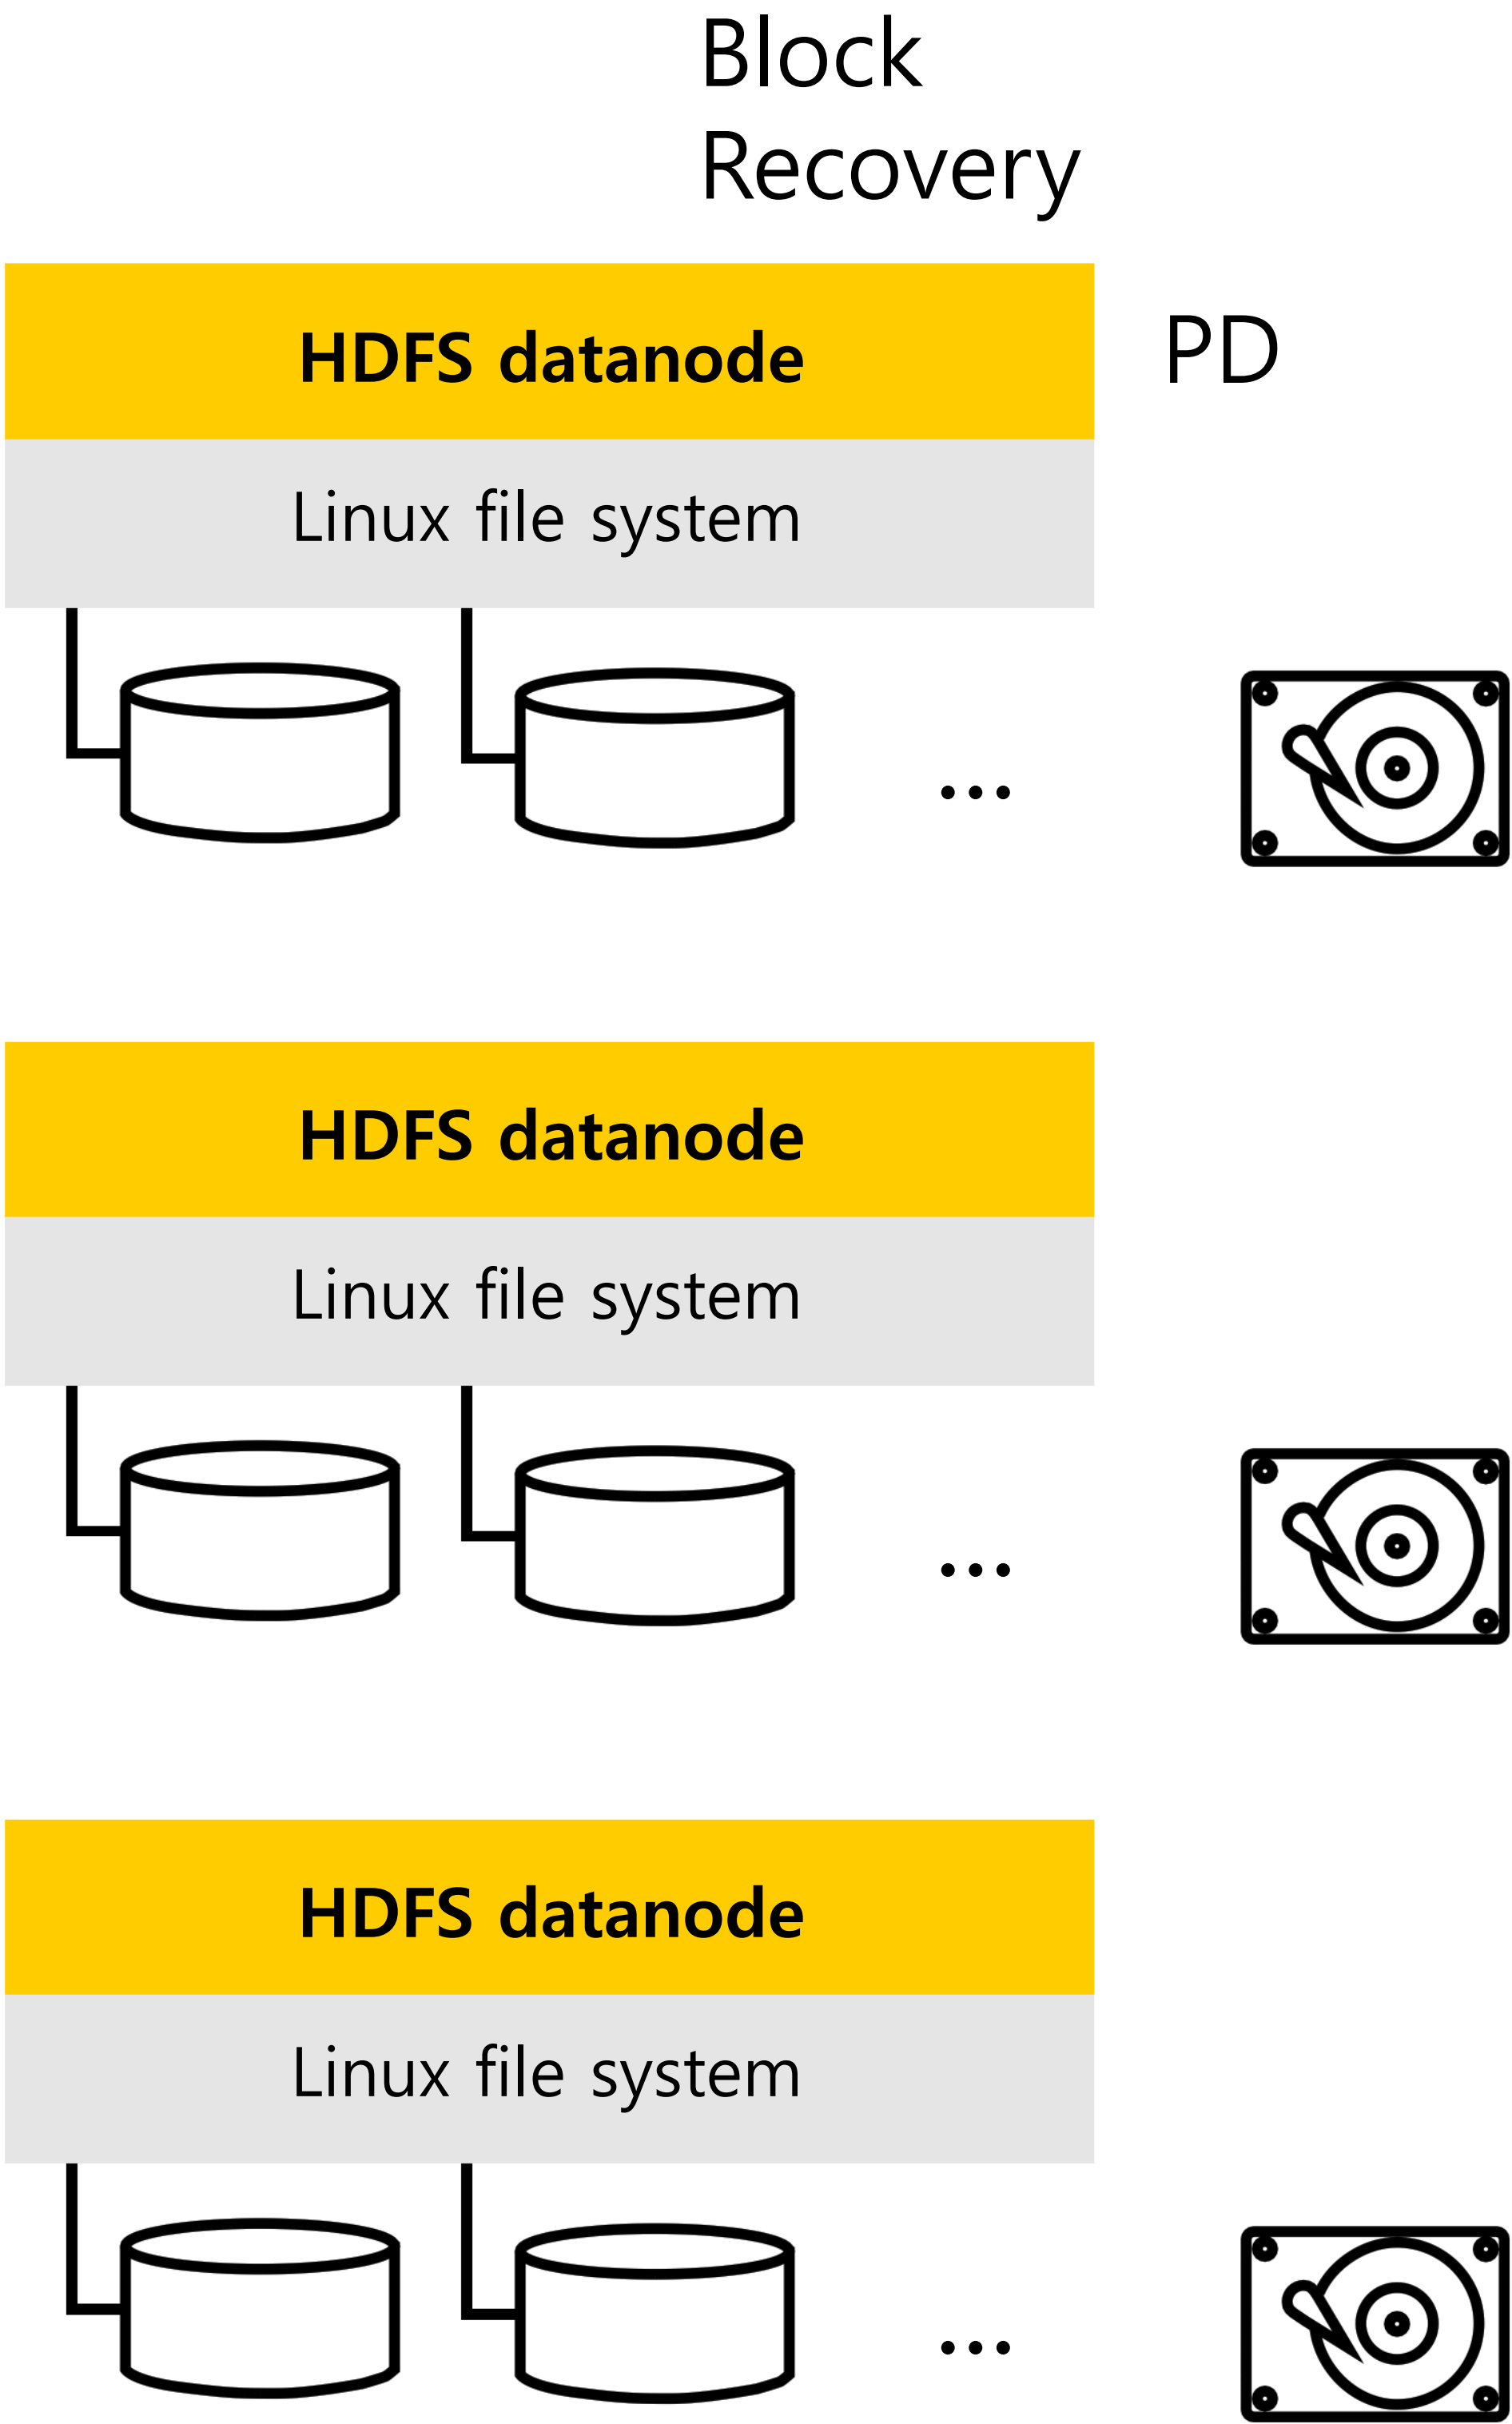 Block
Recovery
HDFS datanode
PD
Linux file system
...
HDFS datanode
Linux file system
...
HDFS datanode
Linux file system
...